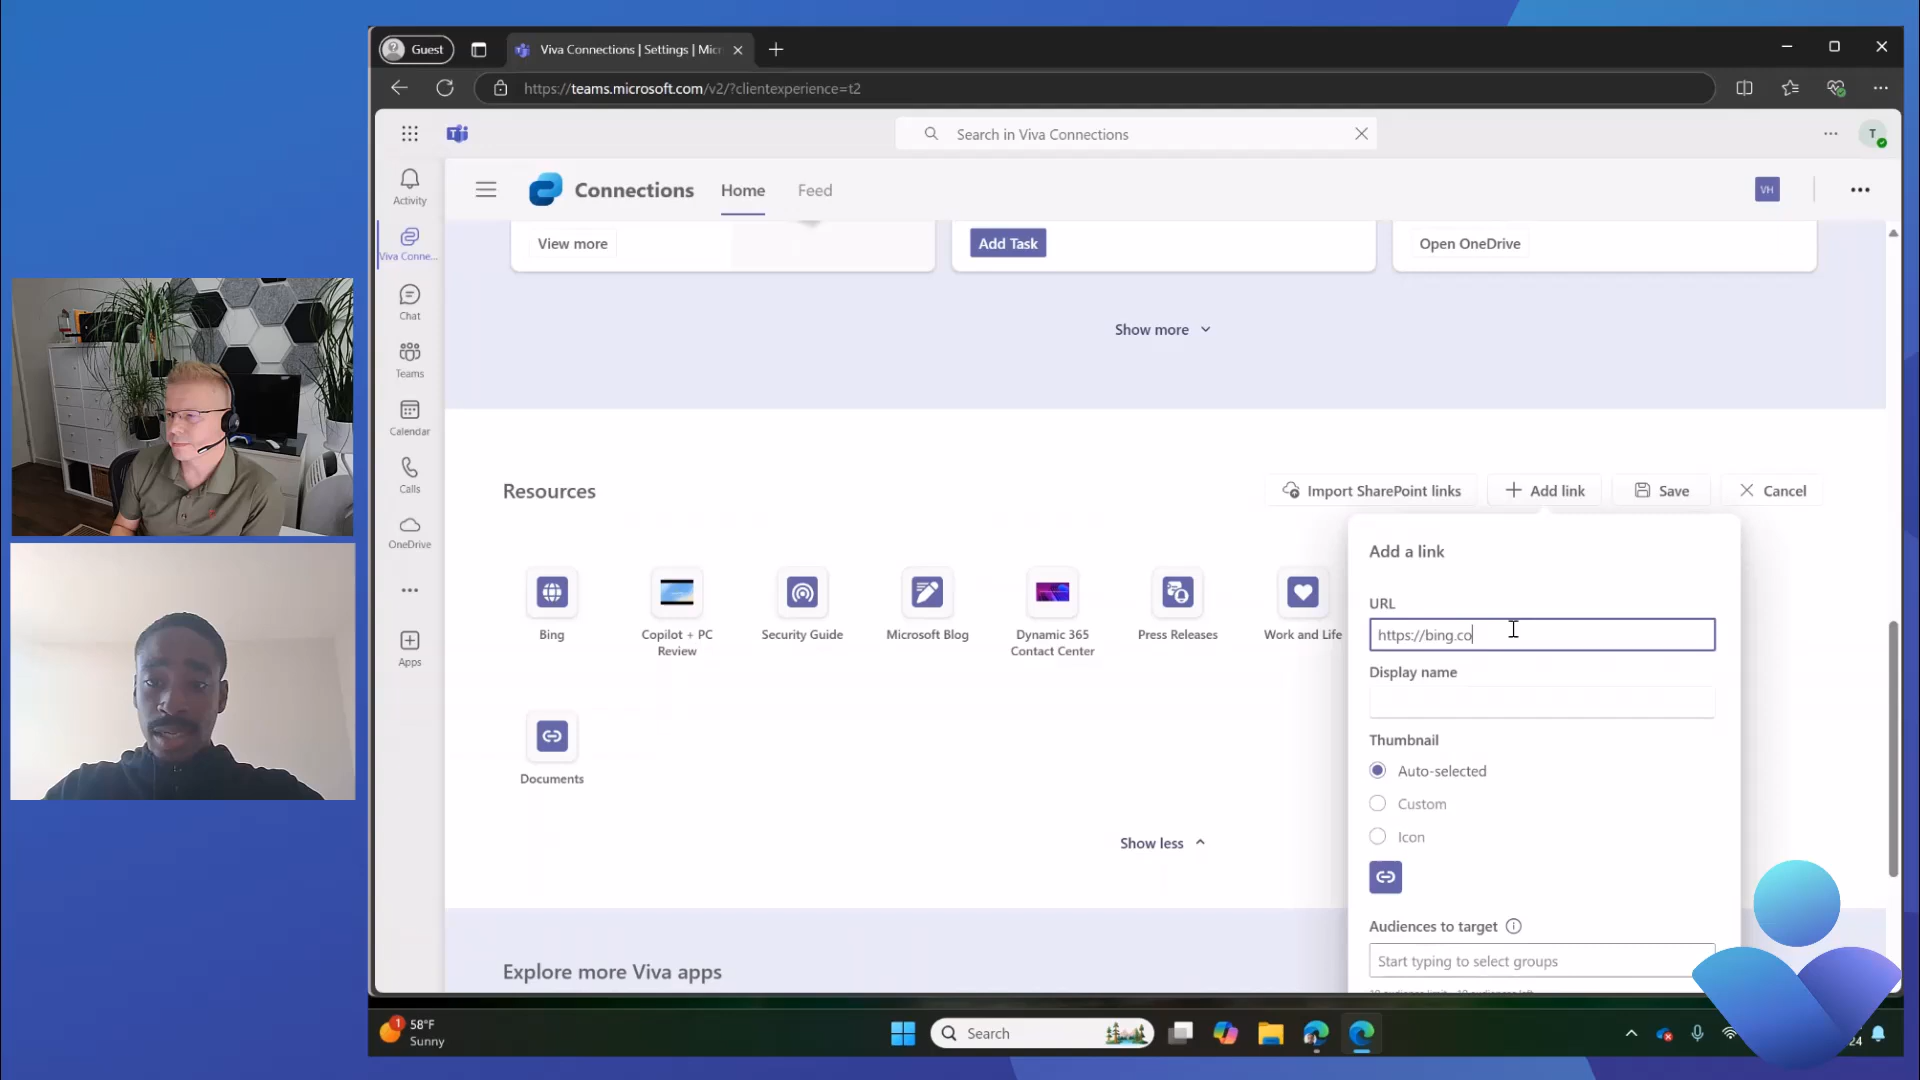 Guest
Viva Connections | Settings | Micr
https://teams.microsoft.com/v2/?clientexperience=t2
Search in Viva Connections
T
Activity
Viva Conne...
Chat
Teams
Calendar
Calls
OneDrive
Apps
Connections
Home
Feed
VH
View more
Add Task
Open OneDrive
Show more
Resources
Import SharePoint links
Add link
Save
Cancel
Bing
Copilot + PC
Review
Security Guide
Microsoft Blog
Dynamic 365
Contact Center
Press Releases
Work and Life
Documents
Show less
Explore more Viva apps
Add a link
URL
https://bing.co
Display name
Thumbnail
Auto-selected
Custom
Icon
Audiences to target
Start typing to select groups
1
58°F
Sunny
Search
24